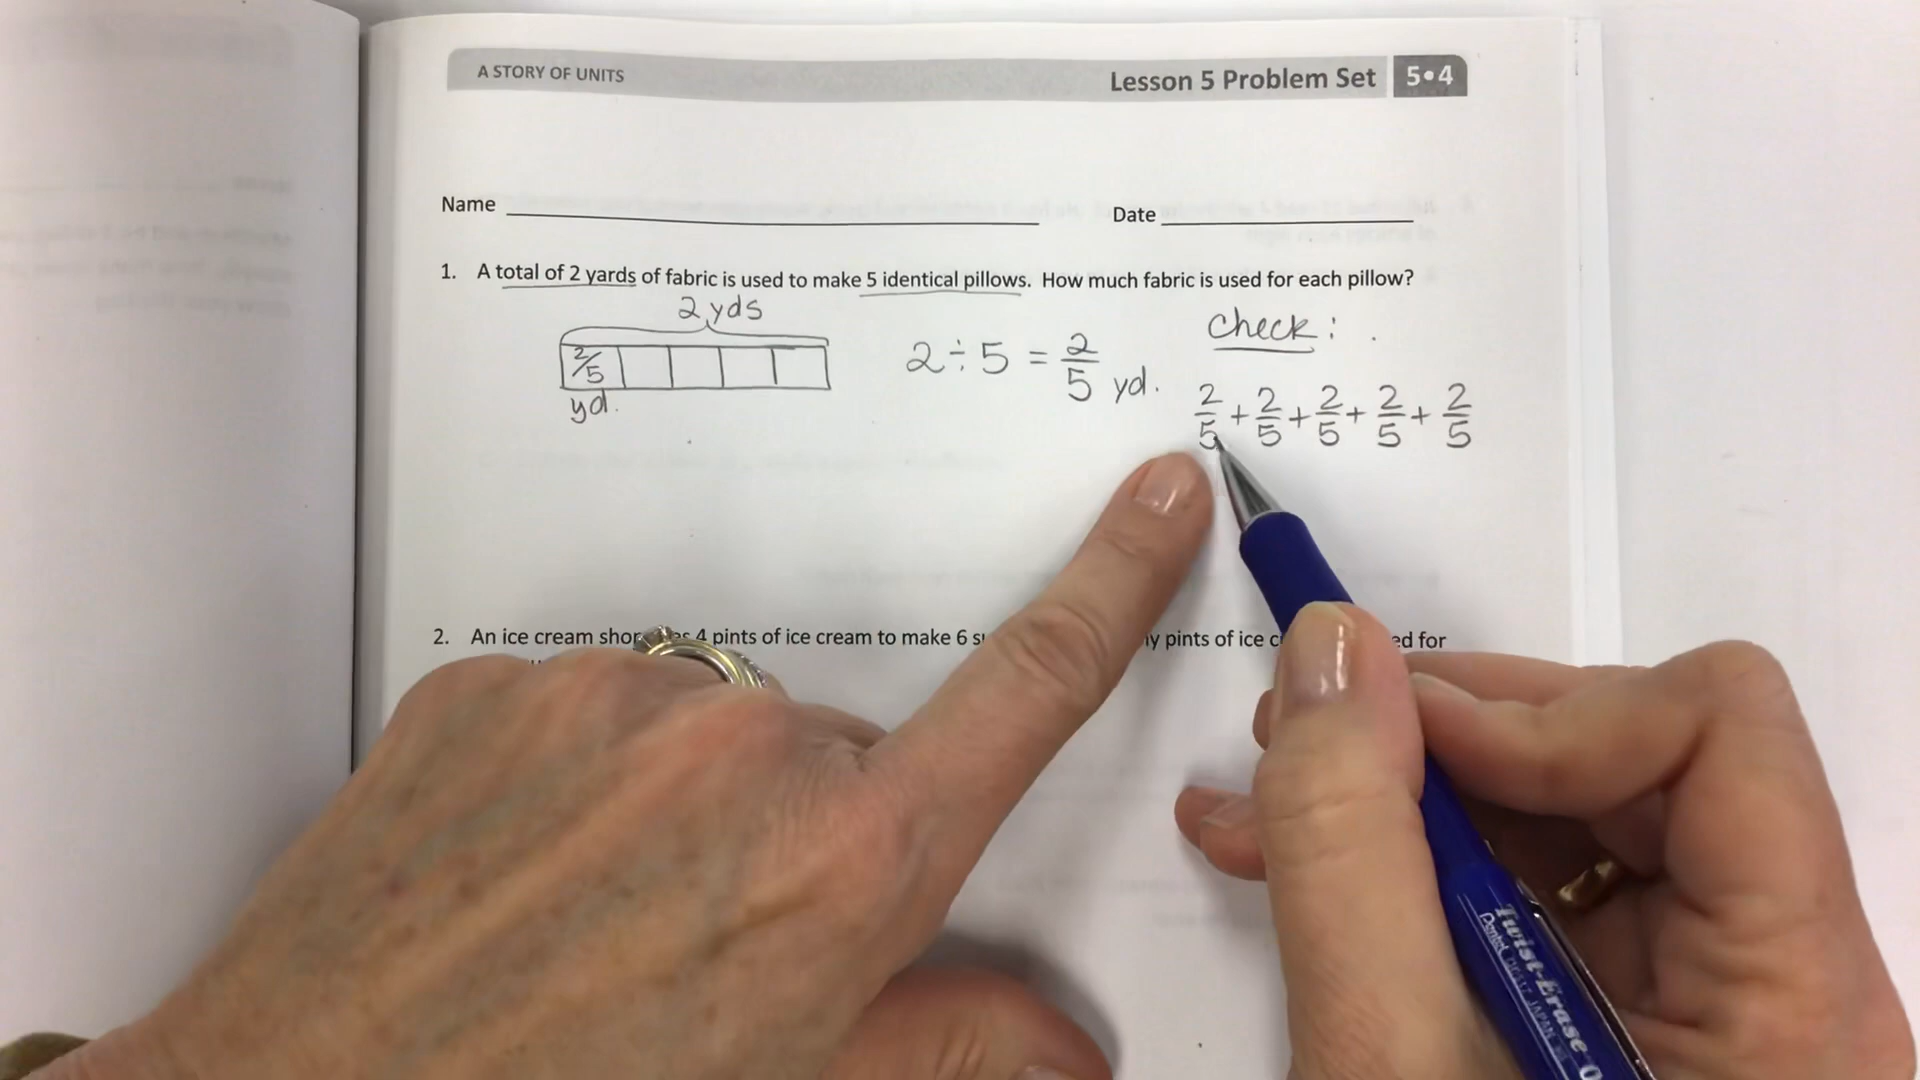 A STORY OF UNITS
Lesson 5 Problem Set 5•4
Name
Date
1. A total of 2 yards of fabric is used to make 5 identical pillows. How much fabric is used for each pillow?
2 yds
2/5
yd.
2 ÷ 5 = 2/5 yd.
Check:
2/5 + 2/5 + 2/5 + 2/5 + 2/5
2. An ice cream 4 pints of ice cream to make 6 pints of ice for
Twist-Erase
Pentel JAPAN